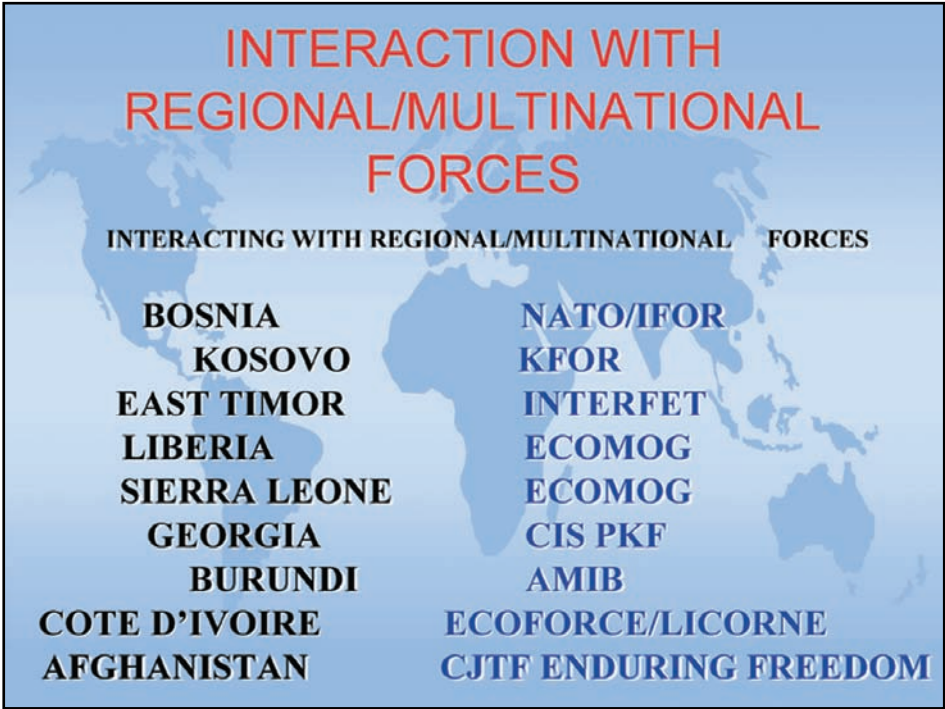 INTERACTION WITH
REGIONAL/MULTINATIONAL
FORCES
INTERACTING WITH REGIONAL/MULTINATIONAL FORCES
BOSNIA NATO/IFOR
KOSOVO KFOR
EAST TIMOR INTERFET
LIBERIA ECOMOG
SIERRA LEONE ECOMOG
GEORGIA CIS PKF
BURUNDI AMIB
COTE D’IVOIRE ECOFORCE/LICORNE
AFGHANISTAN CJTF ENDURING FREEDOM